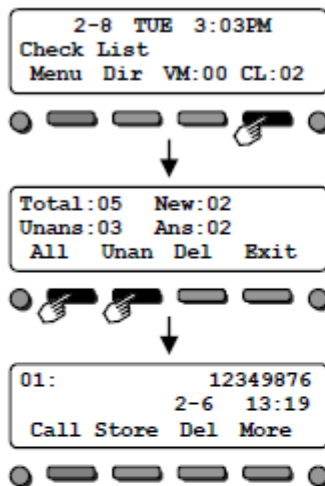 2-8 TUE 3:03PM
Check List
Menu Dir VM:00 CL:02
Total:05 New:02
Unans:03 Ans:02
All Unan Del Exit
01: 12349876
2-6 13:19
Call Store Del More